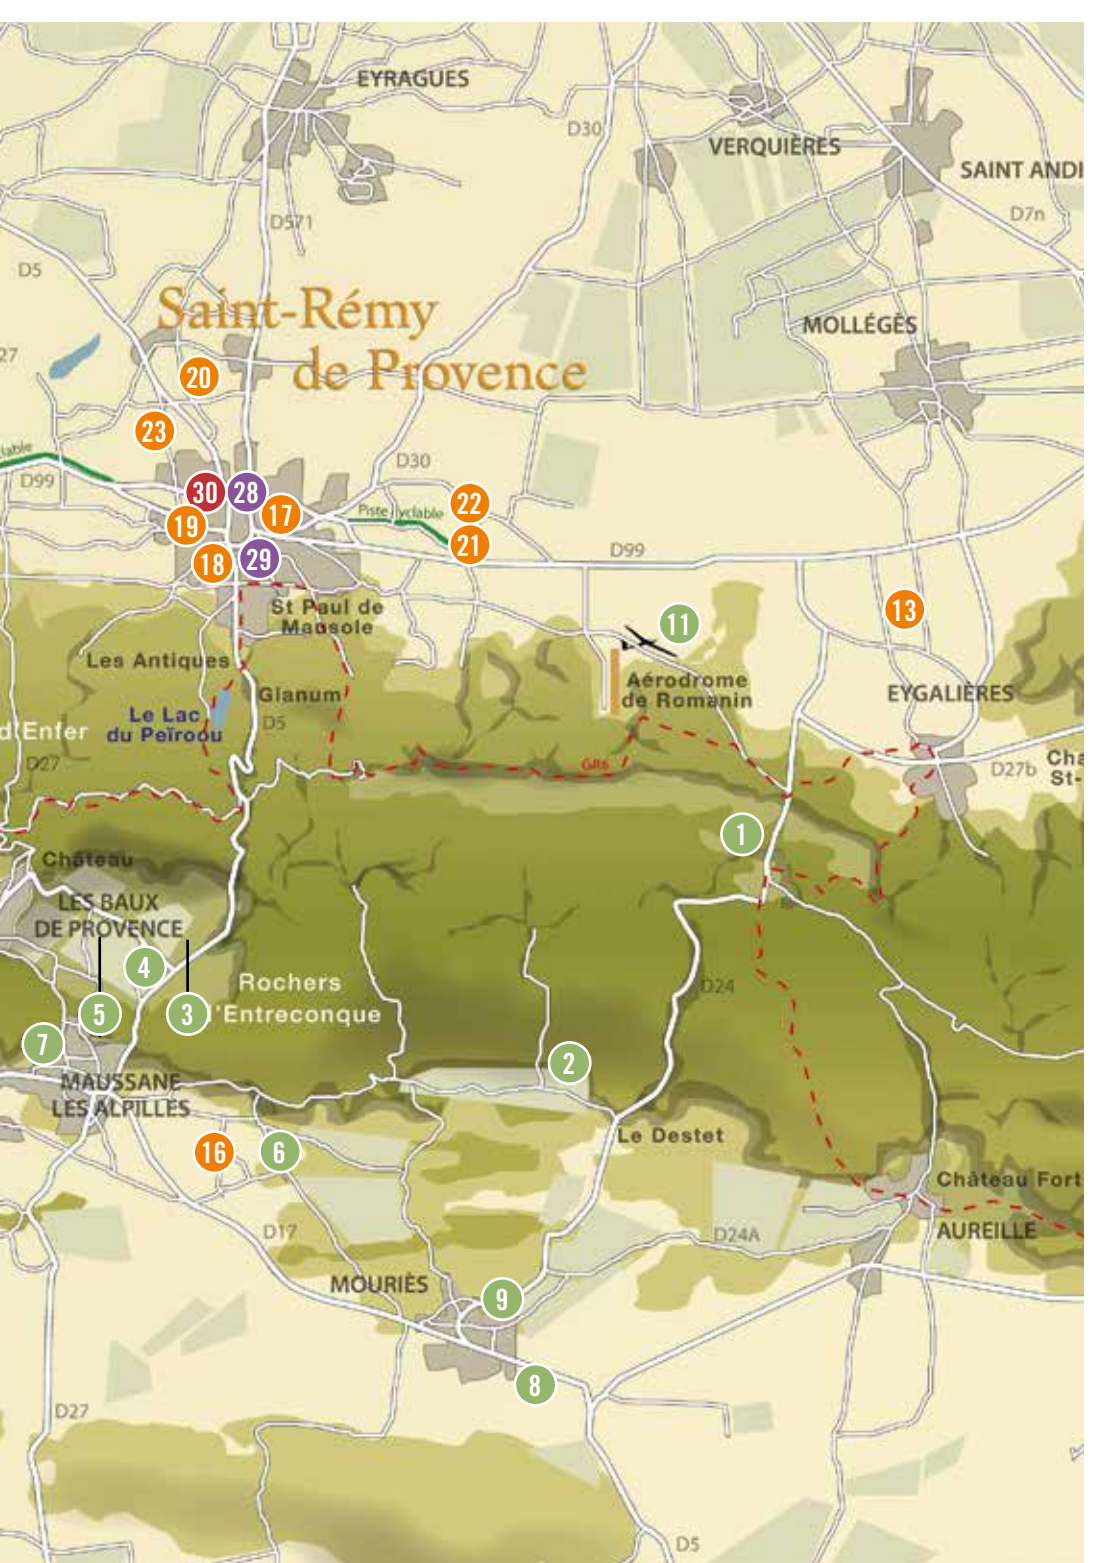 EYRAGUES
D30
VERQUIÈRES
SAINT ANDI
D571
D7n
D5
Saint-Rémy
de Provence
MOLLÉGÈS
27
20
23
clable
D30
D99
30
28
22
17
Piste cyclable
19
21
18
29
D99
13
St Paul de
Mausole
11
Les Antiques
Glanum
Aérodrome
de Romanin
EYGALIÈRES
Le Lac
du Peïroou
D5
d'Enfer
D27
GR6
D27b
Cha
St-
1
Château
LES BAUX
DE PROVENCE
4
Rochers
D24
5
3
l'Entreconque
7
2
MAUSSANE
LES ALPILLES
Le Destet
16
6
Château Fort
D17
D24A
AUREILLE
MOURIÈS
9
8
D27
D5